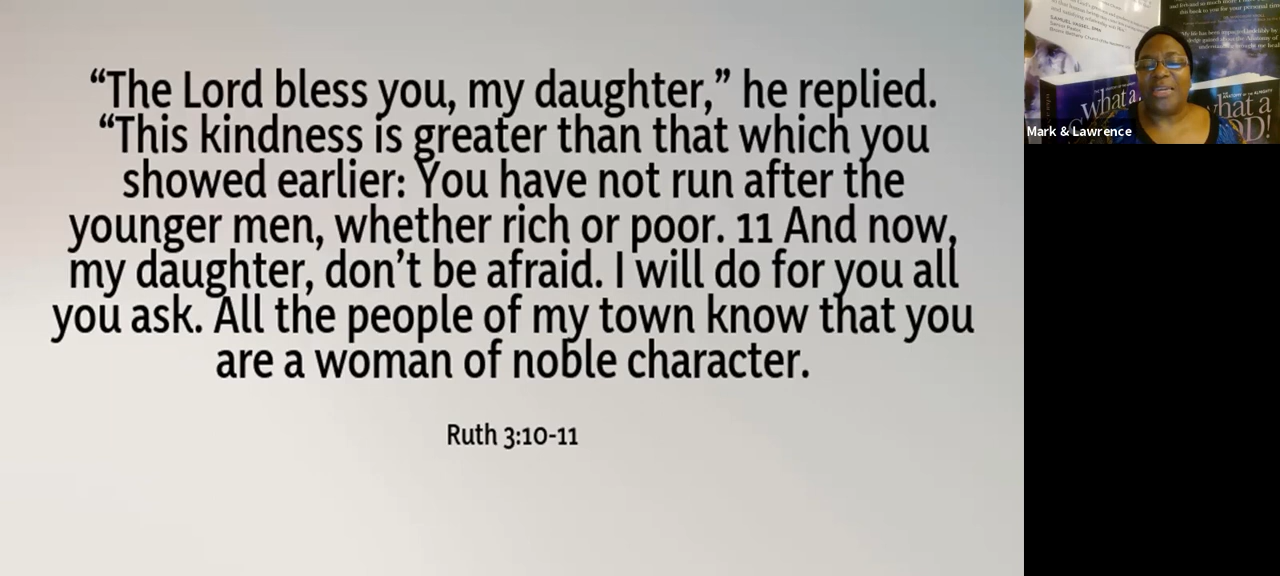 “The Lord bless you, my daughter,” he replied.
“This kindness is greater than that which you
showed earlier: You have not run after the
younger men, whether rich or poor. 11 And now,
my daughter, don’t be afraid. I will do for you all
you ask. All the people of my town know that you
are a woman of noble character.
Ruth 3:10-11
SAMUEL
what a
what a
OD!
Mark & Lawrence